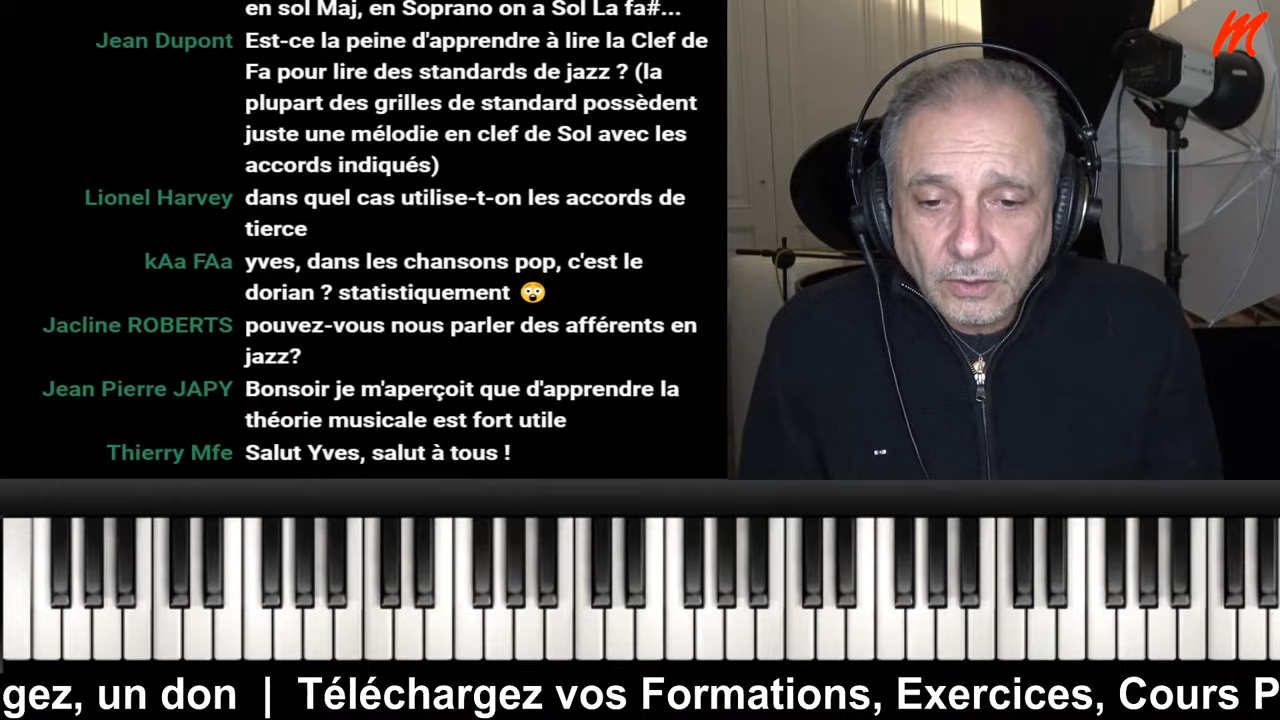 en sol Maj, en Soprano on a Sol La fa#...
Jean Dupont Est-ce la peine d'apprendre à lire la Clef de
Fa pour lire des standards de jazz ? (la
plupart des grilles de standard possèdent
juste une mélodie en clef de Sol avec les
accords indiqués)
Lionel Harvey dans quel cas utilise-t-on les accords de
tierce
kAa FAa yves, dans les chansons pop, c'est le
dorian ? statistiquement 😲
Jacline ROBERTS pouvez-vous nous parler des afférents en
jazz?
Jean Pierre JAPY Bonsoir je m'aperçoit que d'apprendre la
théorie musicale est fort utile
Thierry Mfe Salut Yves, salut à tous !
gez, un don | Téléchargez vos Formations, Exercices, Cours P